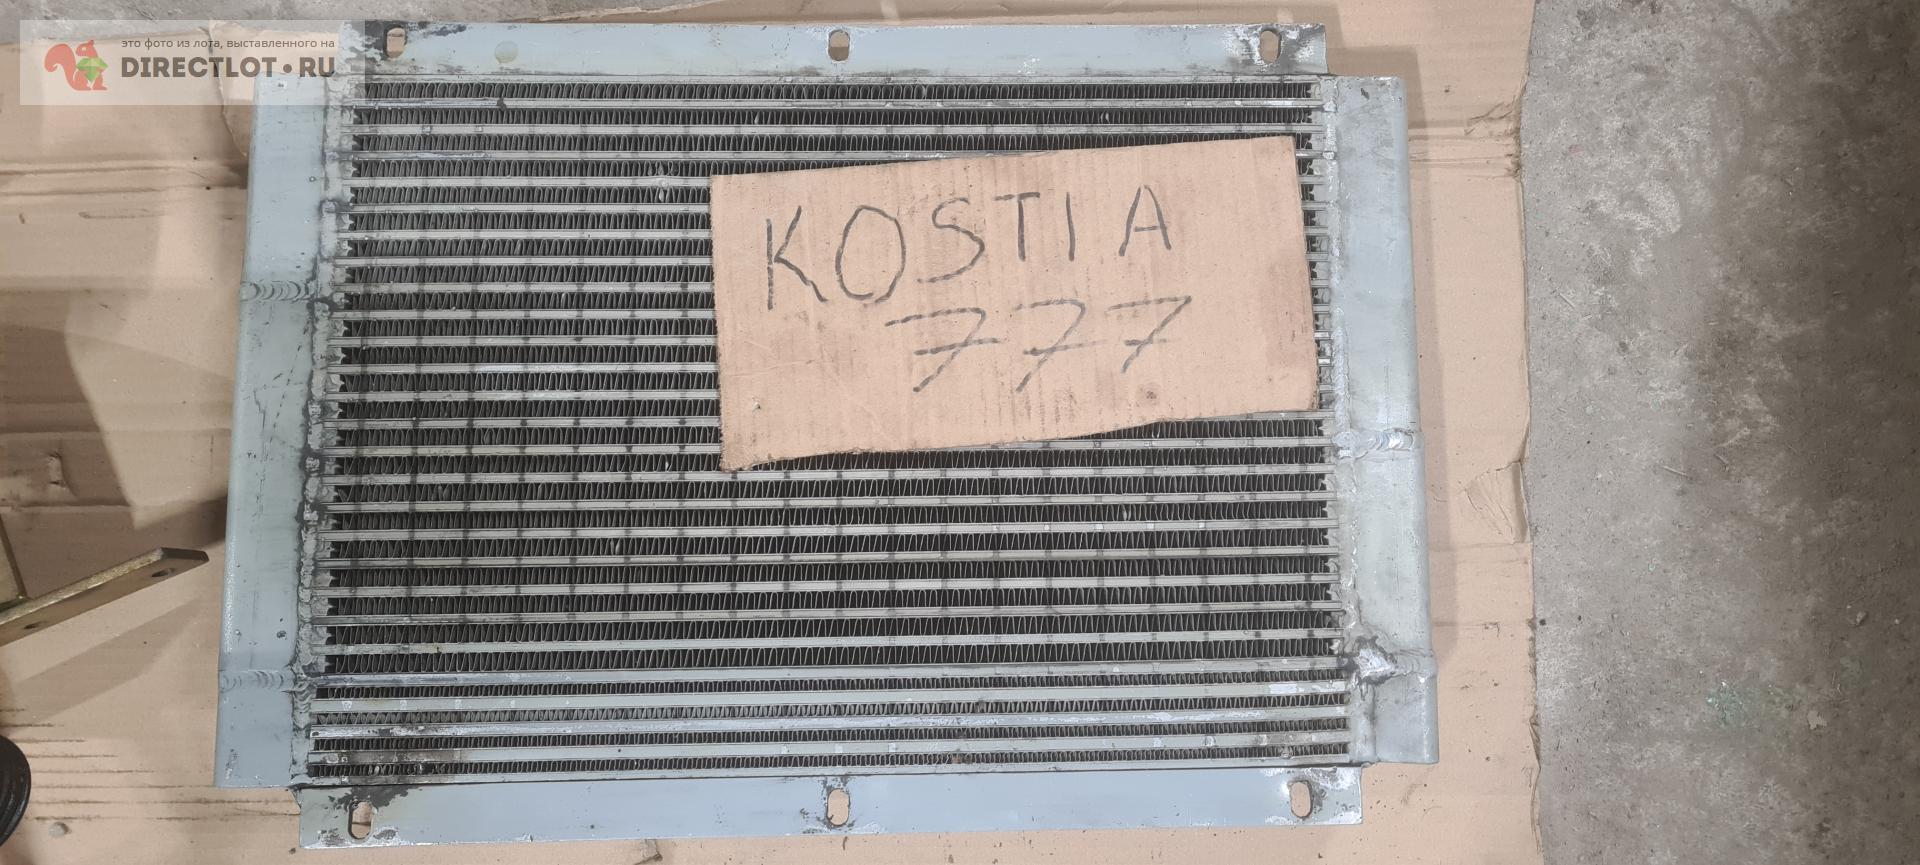 это фото из лота, выставленного на
DIRECTLOT•RU
KOSTIA
777